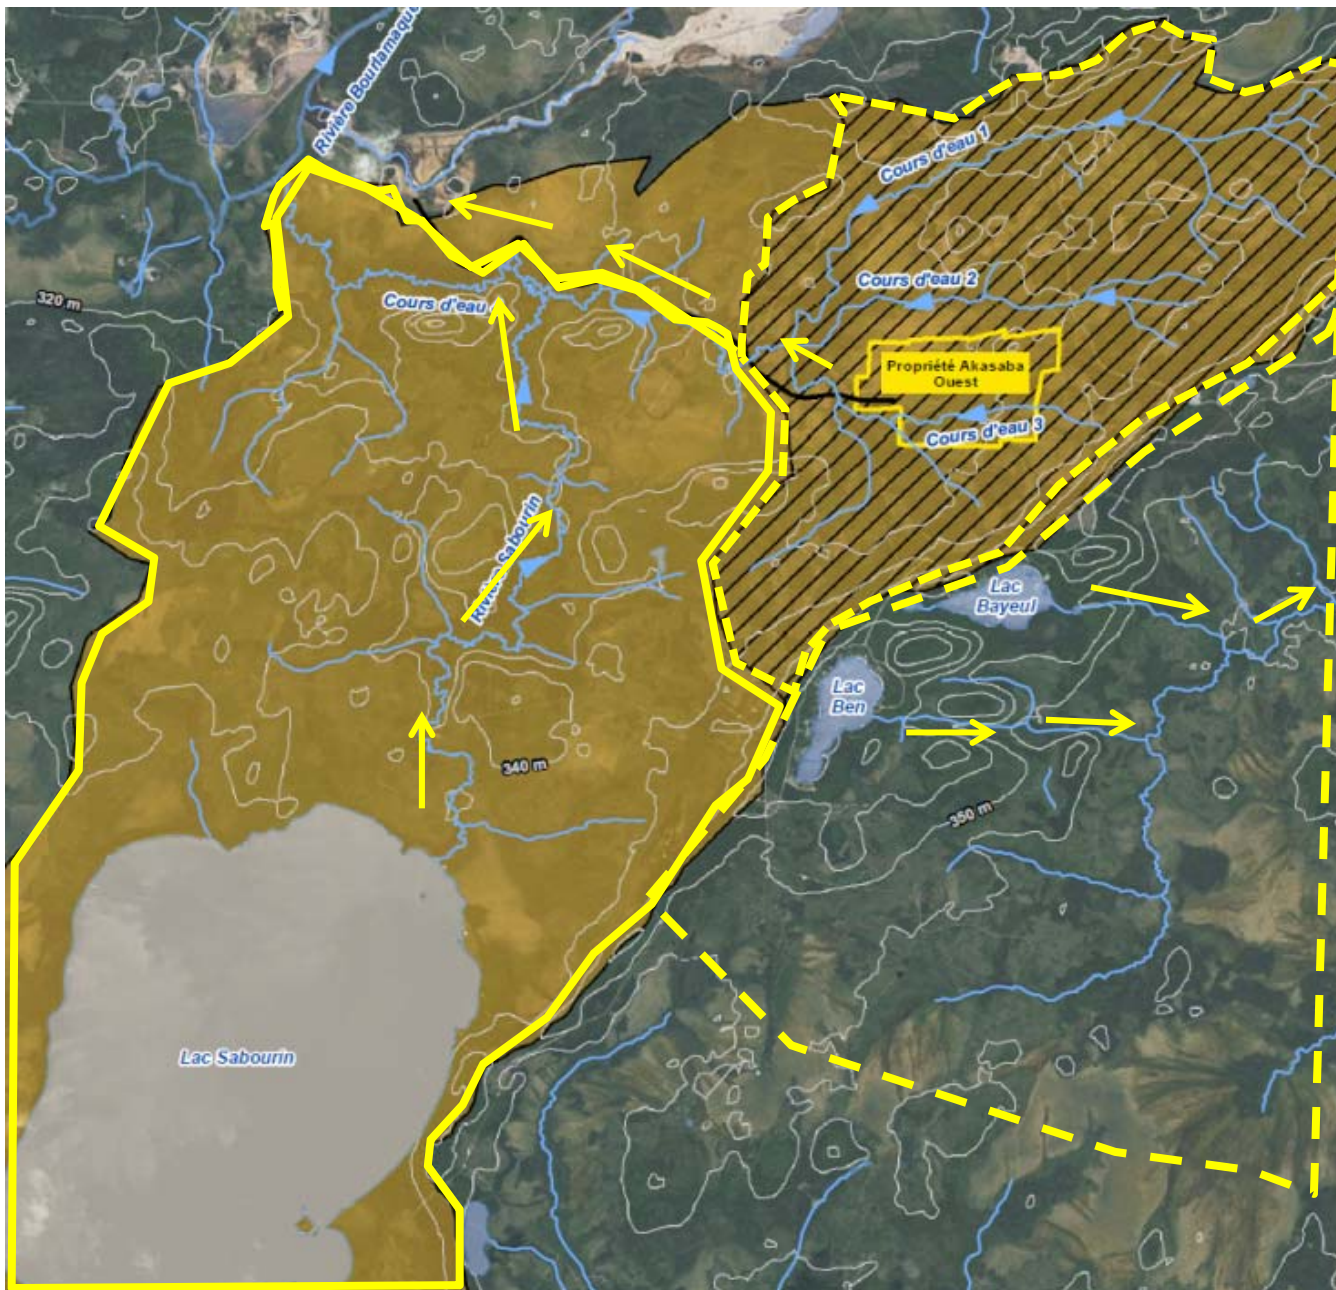 Rivière Bourlamaque
Cours d'eau 1
Cours d'eau 2
320 m
Cours d'eau
Propriété Akasaba
Ouest
Cours d'eau 3
Rivière Sabourin
Lac
Bayeul
Lac
Ben
340 m
350 m
Lac Sabourin